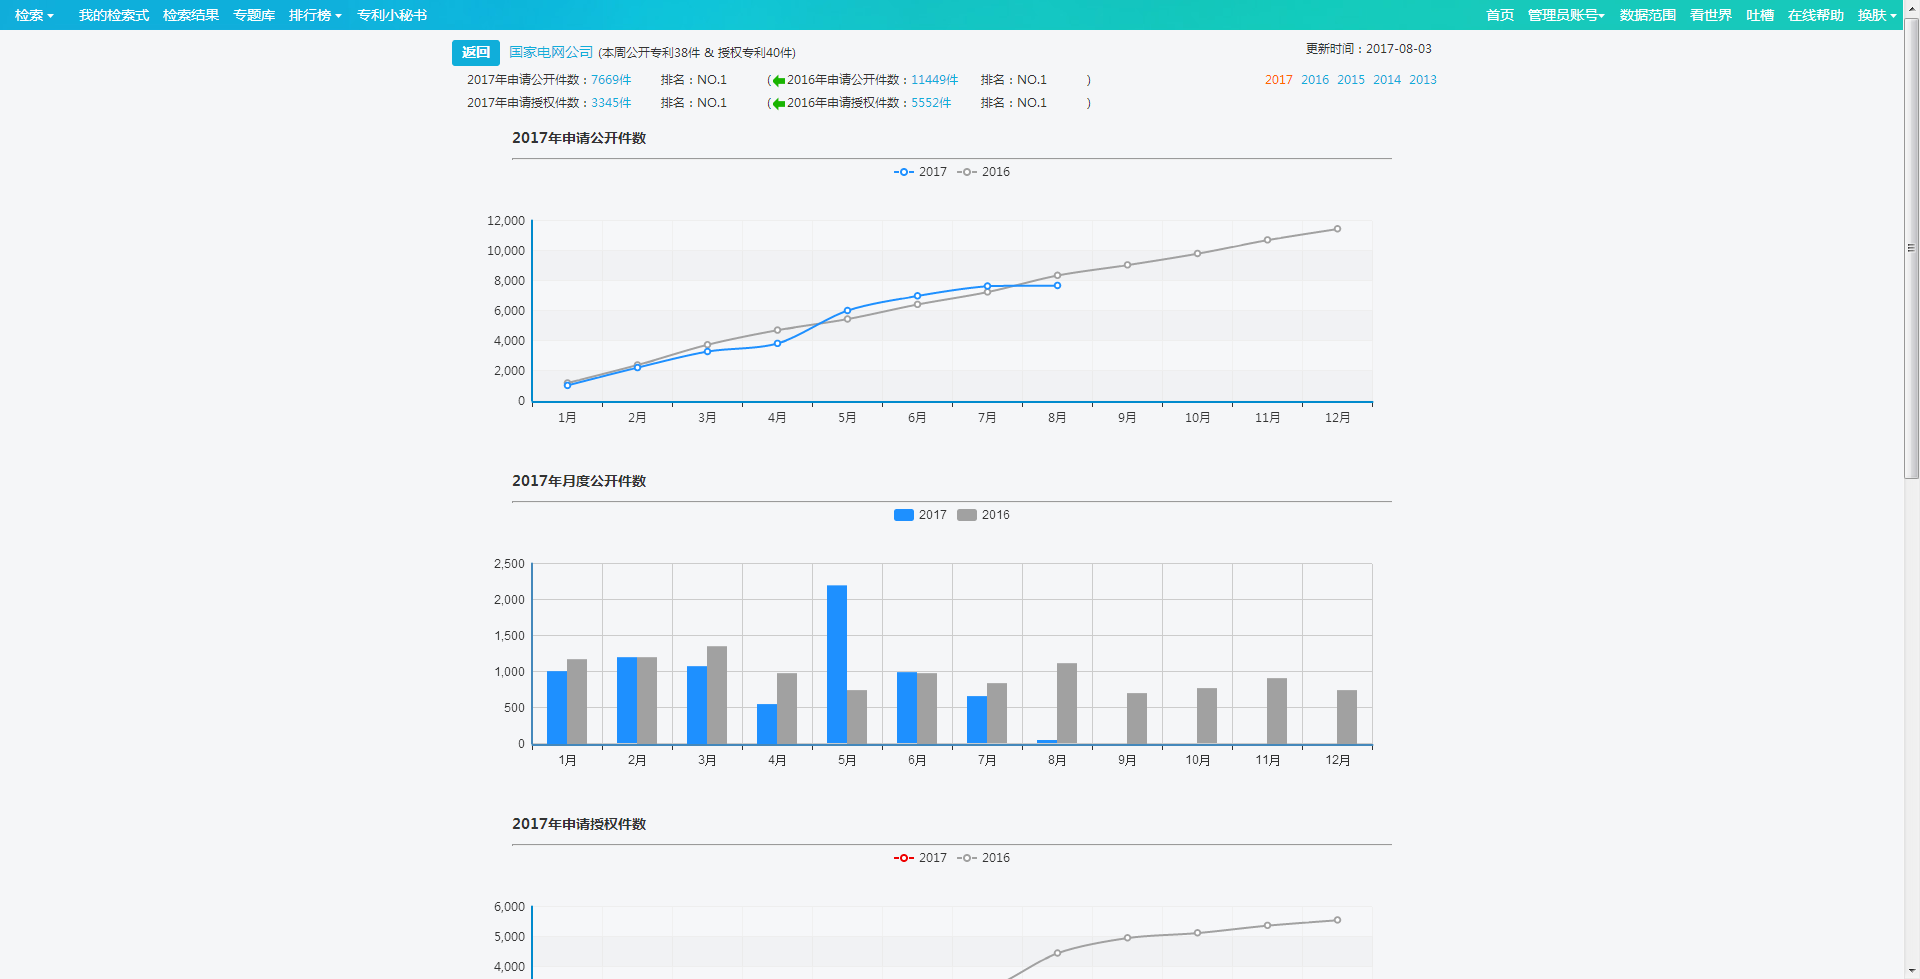 检索 我的检索式 检索结果 专题库 排行榜 专利小秘书 首页 管理员账号 数据范围 看世界 吐槽 在线帮助 换肤
返回 国家电网公司 (本周公开专利38件 & 授权专利40件) 更新时间：2017-08-03
2017年申请公开件数：7669件 排名：NO.1 ( 2016年申请公开件数：11449件 排名：NO.1 ) 2017 2016 2015 2014 2013
2017年申请授权件数：3345件 排名：NO.1 ( 2016年申请授权件数：5552件 排名：NO.1 )
2017年申请公开件数
2017 2016
12,000
10,000
8,000
6,000
4,000
2,000
0
1月 2月 3月 4月 5月 6月 7月 8月 9月 10月 11月 12月
2017年月度公开件数
2017 2016
2,500
2,000
1,500
1,000
500
0
1月 2月 3月 4月 5月 6月 7月 8月 9月 10月 11月 12月
2017年申请授权件数
2017 2016
6,000
5,000
4,000